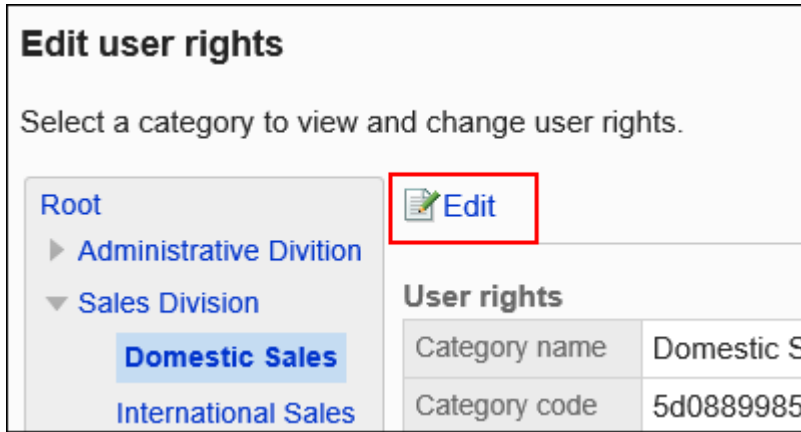 Edit user rights
Select a category to view and change user rights.
Root
Administrative Divition
Sales Division
Domestic Sales
International Sales
Edit
User rights
Category name Domestic S
Category code 5d0889985